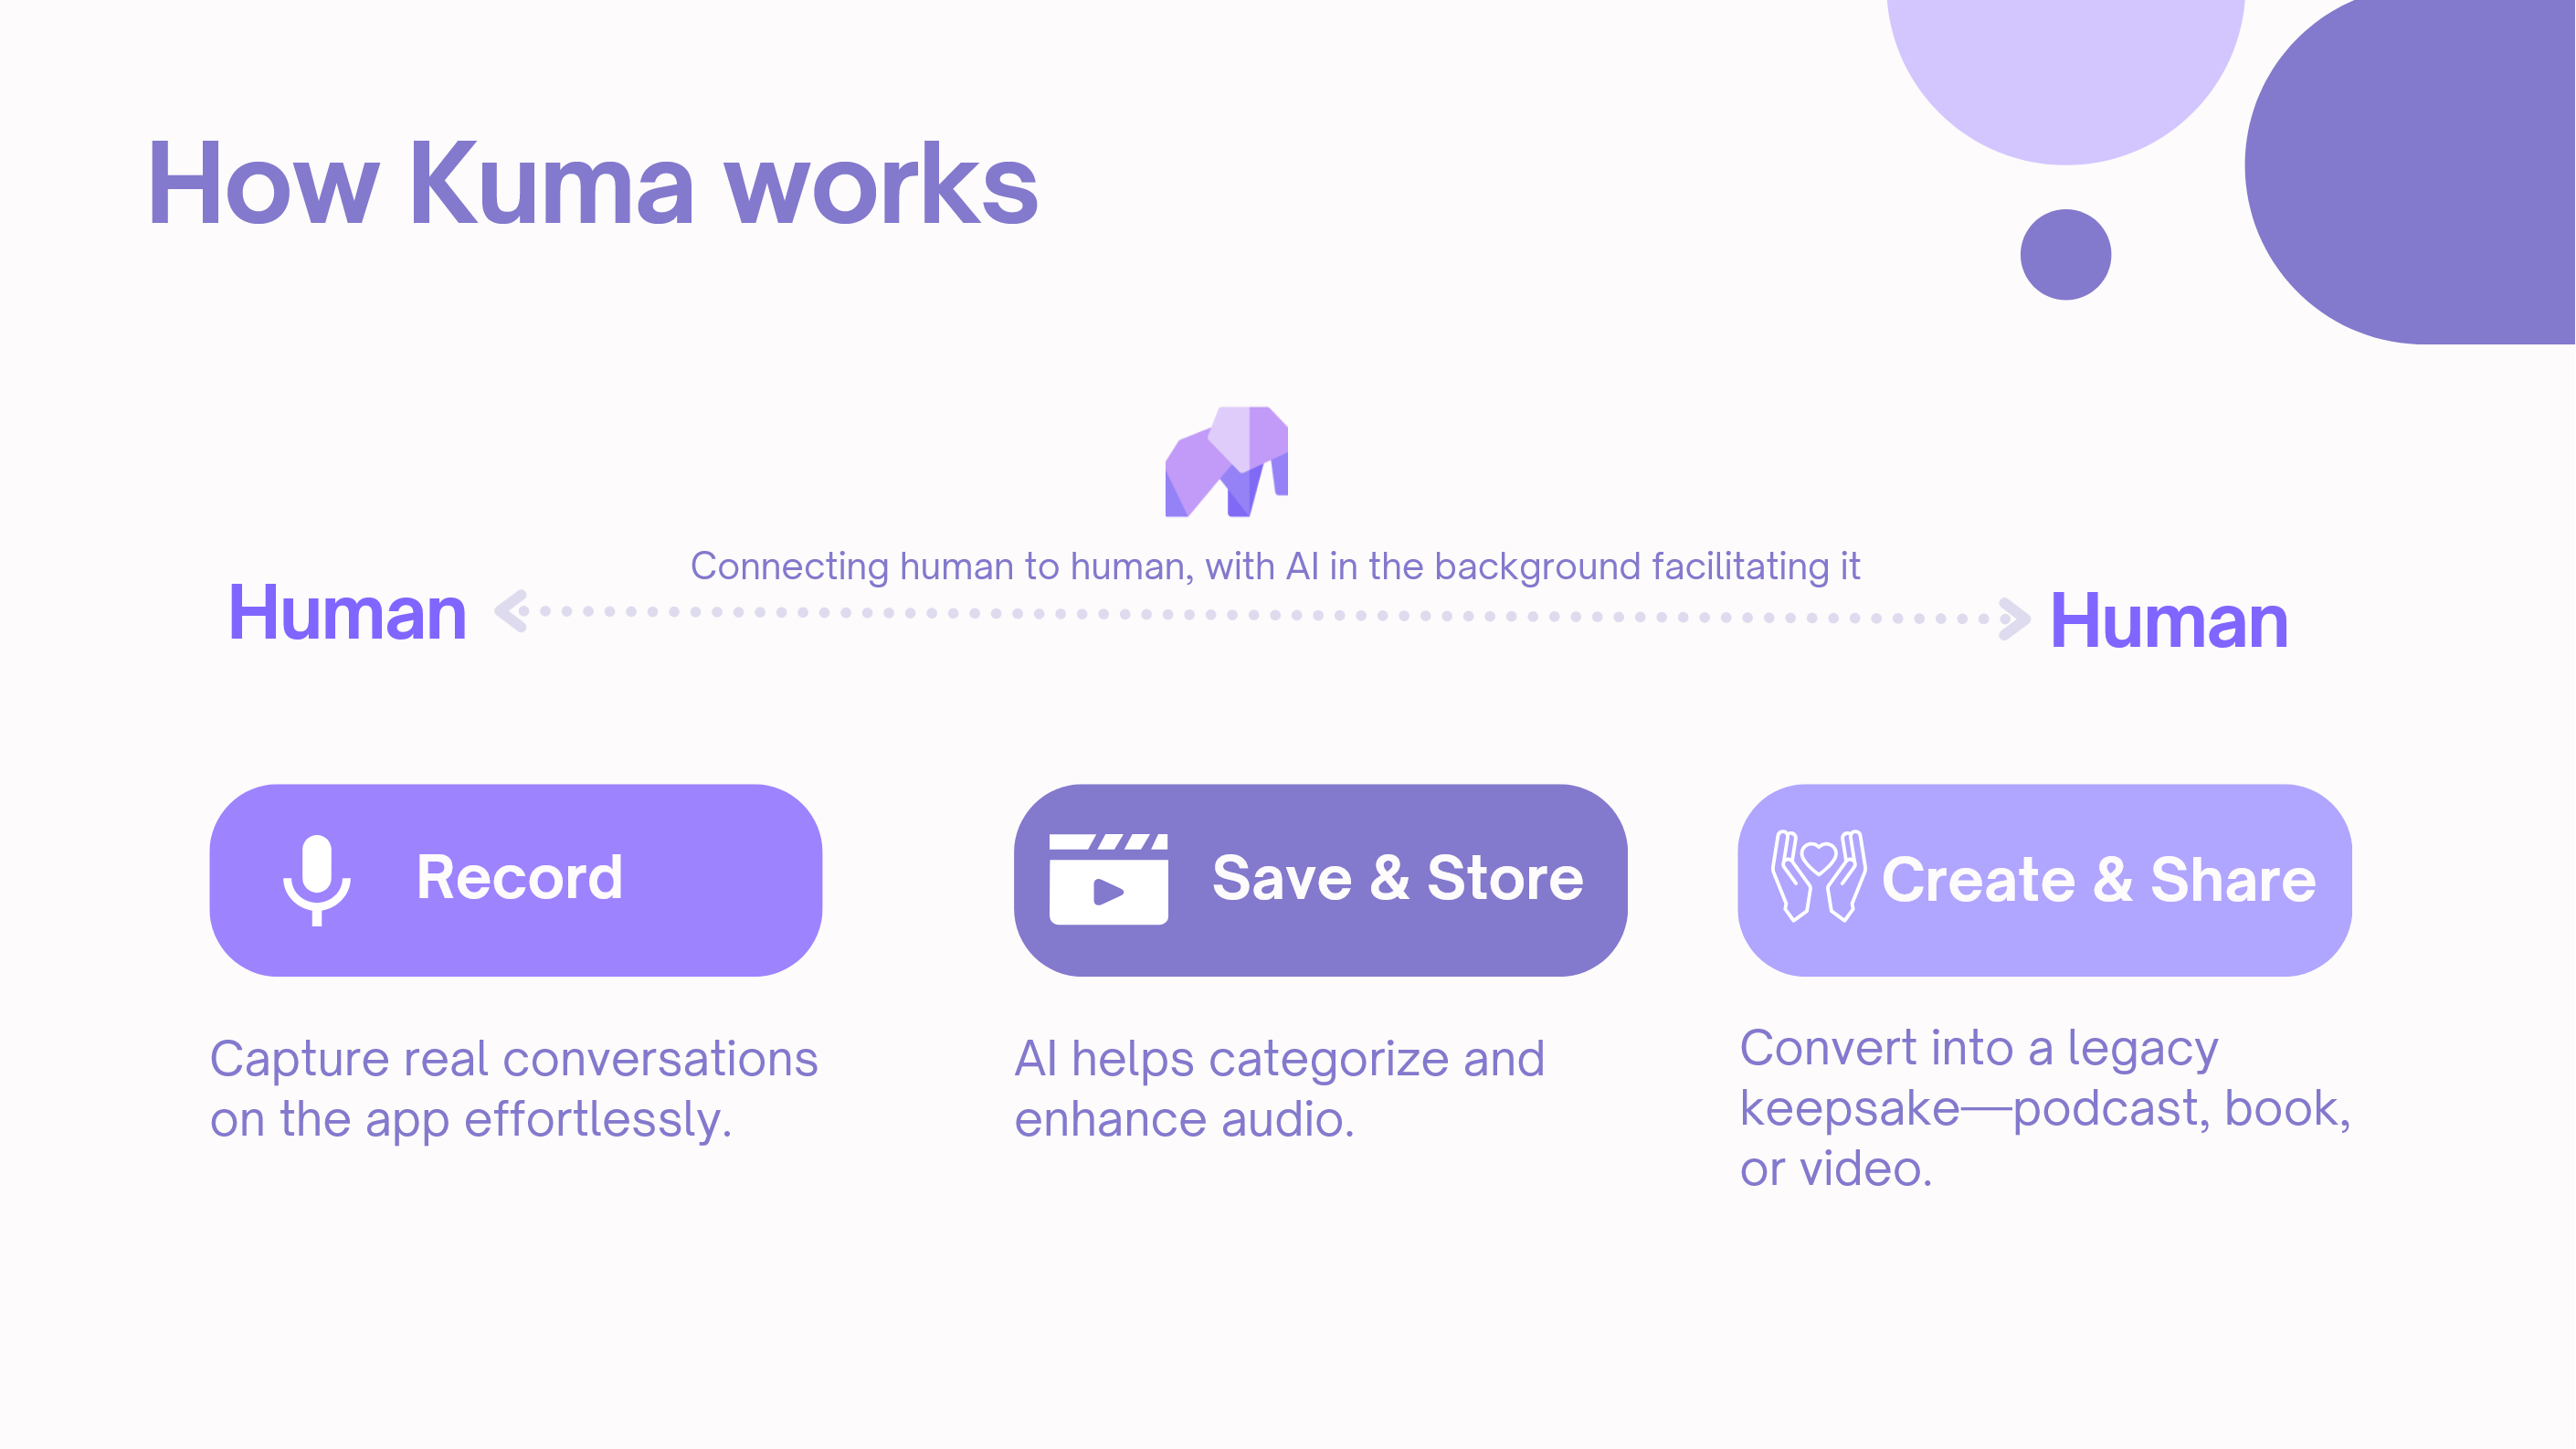 How Kuma works
Connecting human to human, with AI in the background facilitating it
Human
Human
Record
Save & Store
Create & Share
Capture real conversations
on the app effortlessly.
AI helps categorize and
enhance audio.
Convert into a legacy
keepsake—podcast, book,
or video.